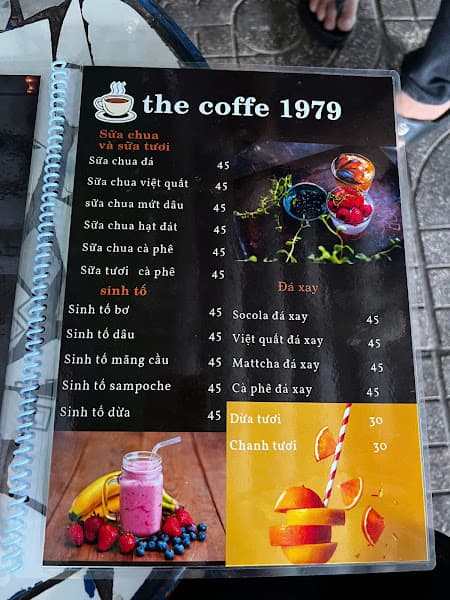 the coffe 1979
Sữa chua
và sữa tươi
Sữa chua đá 45
Sữa chua việt quất 45
sữa chua mứt dâu 45
Sữa chua hạt đát 45
Sữa chua cà phê 45
Sữa tươi cà phê 45
sinh tố
Sinh tố bơ 45
Sinh tố dâu 45
Sinh tố mãng cầu 45
Sinh tố sampoche 45
Sinh tố dừa 45
Đá xay
Socola đá xay 45
Việt quất đá xay 45
Mattcha đá xay 45
Cà phê đá xay 45
Dừa tươi 30
Chanh tươi 30